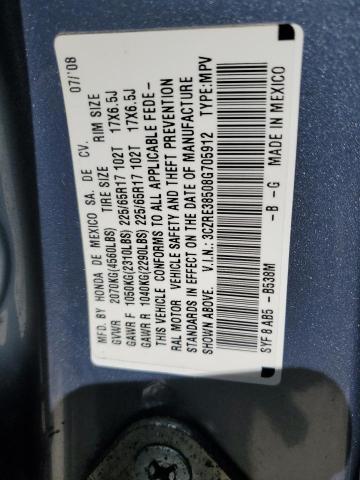 MFD. BY HONDA DE MEXICO SA. DE CV. 07/'08
GVWR 2070KG(4560LBS) TIRE SIZE RIM SIZE
GAWR F 1050KG(2310LBS) 225/65R17 102T 17X6.5J
GAWR R 1040KG(2290LBS) 225/65R17 102T 17X6.5J
THIS VEHICLE CONFORMS TO ALL APPLICABLE FEDE-
RAL MOTOR VEHICLE SAFETY AND THEFT PREVENTION
STANDARDS IN EFFECT ON THE DATE OF MANUFACTURE
SHOWN ABOVE. V.I.N.:3CZRE38508G705912 TYPE:MPV
SYF 8 AB5 -B538M -B -G MADE IN MEXICO